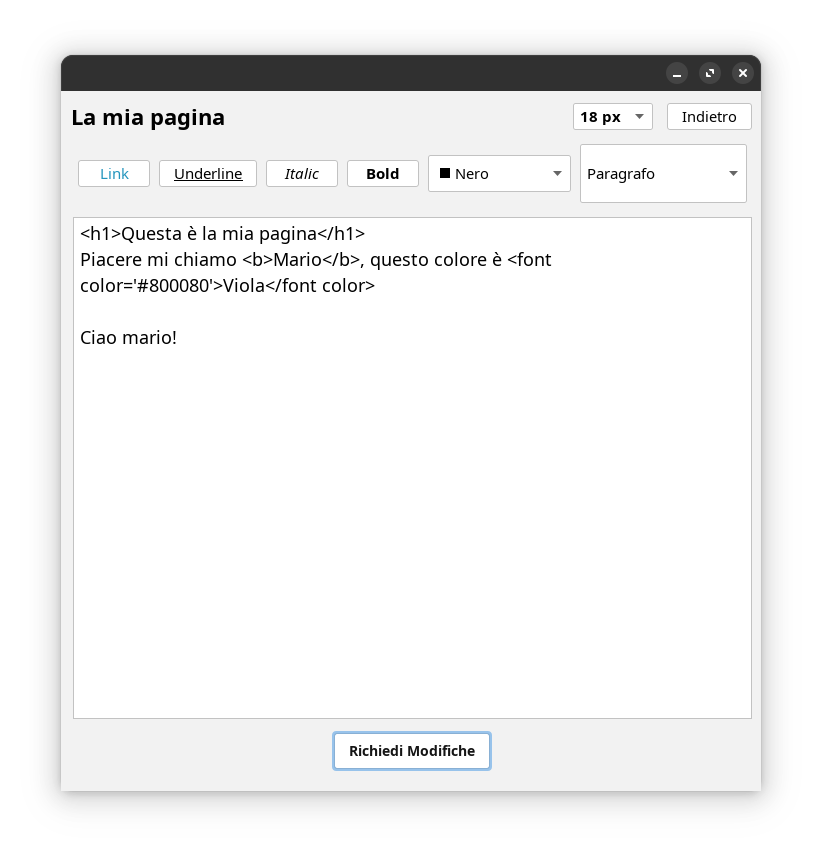 La mia pagina
18 px
Indietro
Link
Underline
Italic
Bold
Nero
Paragrafo
<h1>Questa è la mia pagina</h1>
Piacere mi chiamo <b>Mario</b>, questo colore è <font
color='#800080'>Viola</font color>
Ciao mario!
Richiedi Modifiche